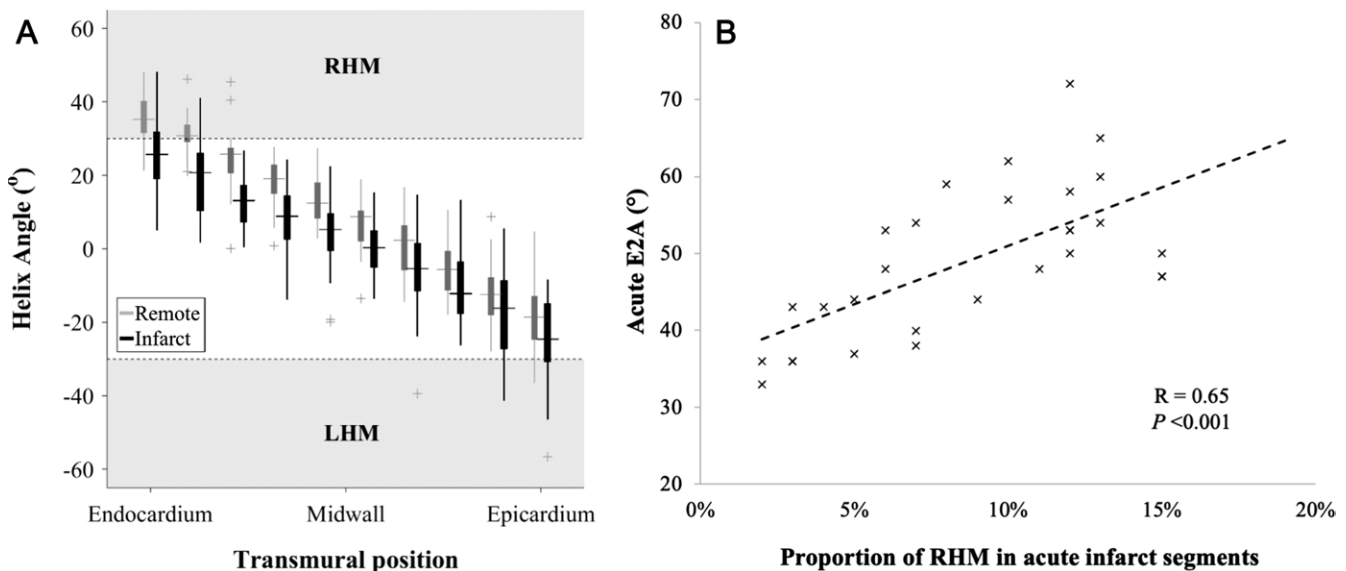 A
60
40
20
0
-20
-40
-60
Helix Angle (°)
RHM
Remote
Infarct
LHM
Endocardium Midwall Epicardium
Transmural position
B
80
70
60
50
40
30
20
Acute E2A (°)
R = 0.65
P <0.001
0% 5% 10% 15% 20%
Proportion of RHM in acute infarct segments